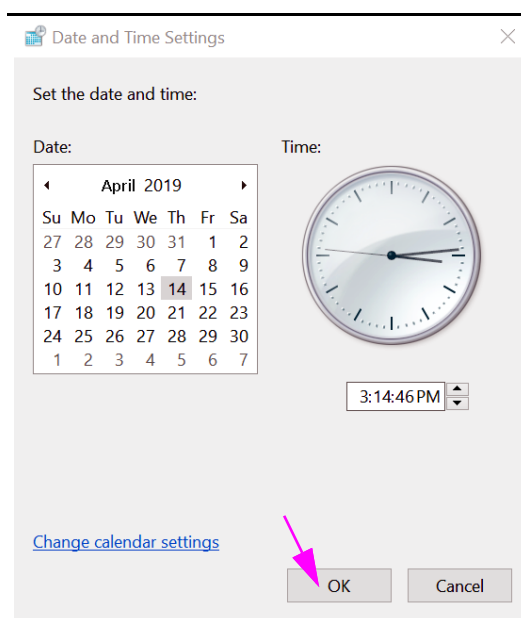 Date and Time Settings
Set the date and time:
Date:
Time:
April 2019
Su Mo Tu We Th Fr Sa
27 28 29 30 31 1 2
3 4 5 6 7 8 9
10 11 12 13 14 15 16
17 18 19 20 21 22 23
24 25 26 27 28 29 30
1 2 3 4 5 6 7
3:14:46 PM
Change calendar settings
OK
Cancel